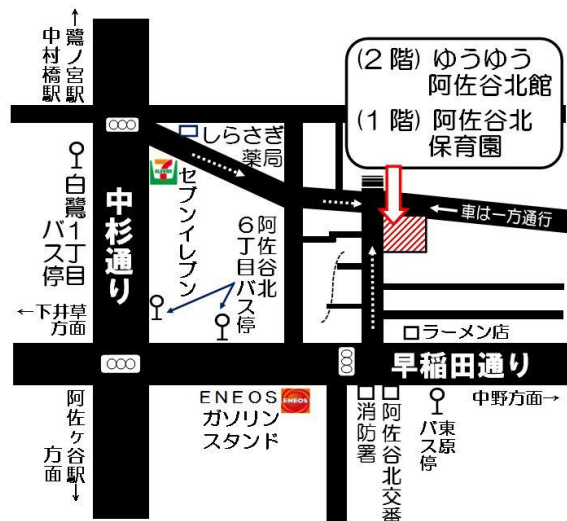 ←鷺ノ宮駅
中村橋駅
(2階) ゆうゆう
阿佐谷北館
(1階) 阿佐谷北
保育園
しらさぎ
薬局
7
ELEVEN
セブンイレブン
白鷺1丁目
バス停
中杉通り
阿佐谷北
6丁目バス停
←車は一方通行
←下井草
方面
ラーメン店
早稲田通り
中野方面→
ENEOS
ガソリン
スタンド
ENEOS
消防署
阿佐谷北交番
東原
バス停
阿佐ヶ谷駅
方面→